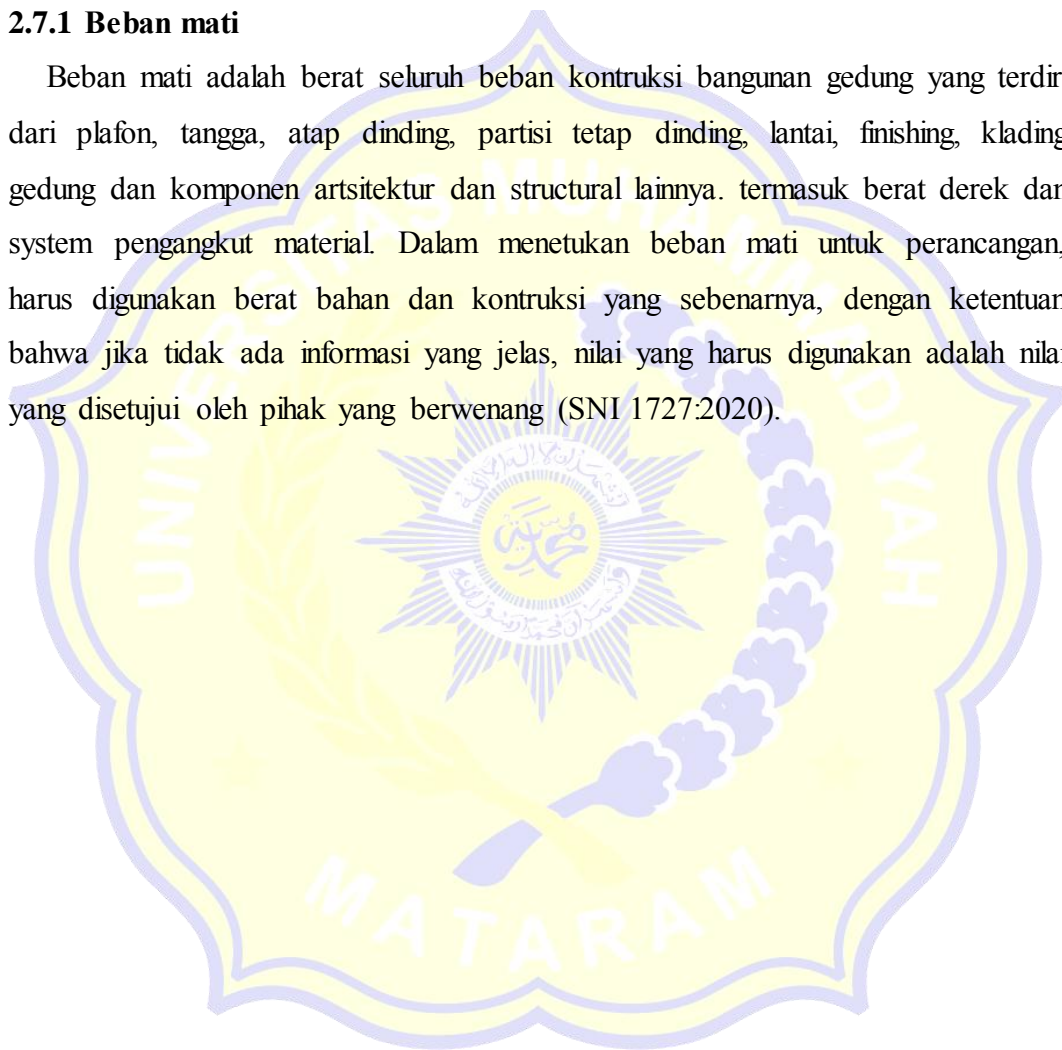 2.7.1 Beban mati
Beban mati adalah berat seluruh beban kontruksi bangunan gedung yang terdir
dari plafon, tangga, atap dinding, partisi tetap dinding, lantai, finishing, klading
gedung dan komponen artsitektur dan structural lainnya. termasuk berat derek dan
system pengangkut material. Dalam menetukan beban mati untuk perancangan,
harus digunakan berat bahan dan kontruksi yang sebenarnya, dengan ketentuan
bahwa jika tidak ada informasi yang jelas, nilai yang harus digunakan adalah nilai
yang disetujui oleh pihak yang berwenang (SNI 1727:2020).
UNIVERSITAS MUHAMMADIYAH
MATARAM